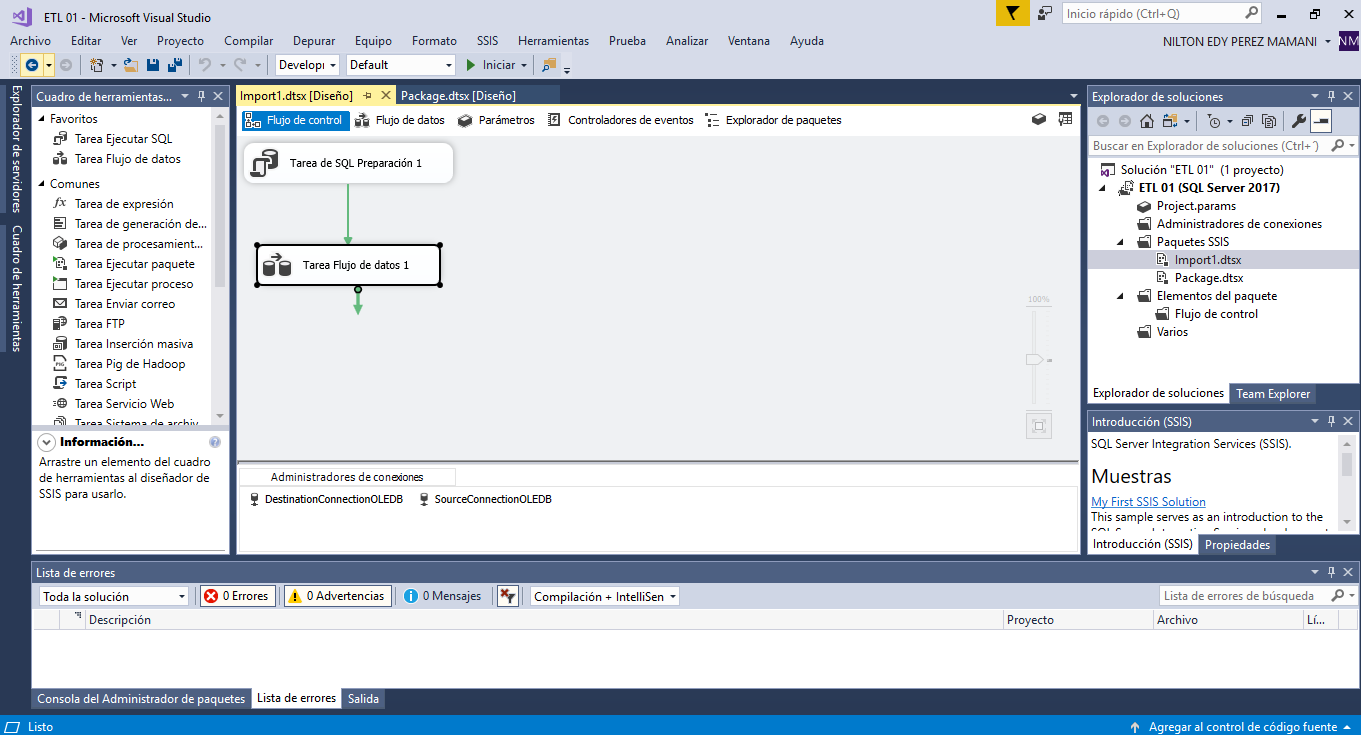 ETL 01 - Microsoft Visual Studio
Inicio rápido (Ctrl+Q)
Archivo Editar Ver Proyecto Compilar Depurar Equipo Formato SSIS Herramientas Prueba Analizar Ventana Ayuda
NILTON EDY PEREZ MAMANI NM
Developı Default Iniciar
Explorador de servidores
Cuadro de herramientas
Cuadro de herramientas...
Favoritos
Tarea Ejecutar SQL
Tarea Flujo de datos
Comunes
Tarea de expresión
Tarea de generación de...
Tarea de procesamient...
Tarea Ejecutar paquete
Tarea Ejecutar proceso
Tarea Enviar correo
Tarea FTP
Tarea Inserción masiva
Tarea Pig de Hadoop
Tarea Script
Tarea Servicio Web
Tarea Sistema de archiv
Información...
Arrastre un elemento del cuadro
de herramientas al diseñador de
SSIS para usarlo.
Import1.dtsx [Diseño] Package.dtsx [Diseño]
Flujo de control Flujo de datos Parámetros Controladores de eventos Explorador de paquetes
Tarea de SQL Preparación 1
Tarea Flujo de datos 1
100%
Administradores de conexiones
DestinationConnectionOLEDB SourceConnectionOLEDB
Explorador de soluciones
Buscar en Explorador de soluciones (Ctrl+´)
Solución "ETL 01" (1 proyecto)
ETL 01 (SQL Server 2017)
Project.params
Administradores de conexiones
Paquetes SSIS
Import1.dtsx
Package.dtsx
Elementos del paquete
Flujo de control
Varios
Explorador de soluciones Team Explorer
Introducción (SSIS)
SQL Server Integration Services (SSIS).
Muestras
My First SSIS Solution
This sample serves as an introduction to the
Introducción (SSIS) Propiedades
Lista de errores
Toda la solución 0 Errores 0 Advertencias 0 Mensajes Compilación + IntelliSen
Lista de errores de búsqueda
Descripción Proyecto Archivo Lí...
Consola del Administrador de paquetes Lista de errores Salida
Listo
Agregar al control de código fuente